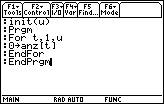 F1▾ F2▾ F3▾ F4▾ F5 F6▾
Tools Control I/O Var Find… Mode
:init(u)
:Prgm
:For t,1,u
:0→anz[t]
:EndFor
:EndPrgm
MAIN RAD AUTO FUNC